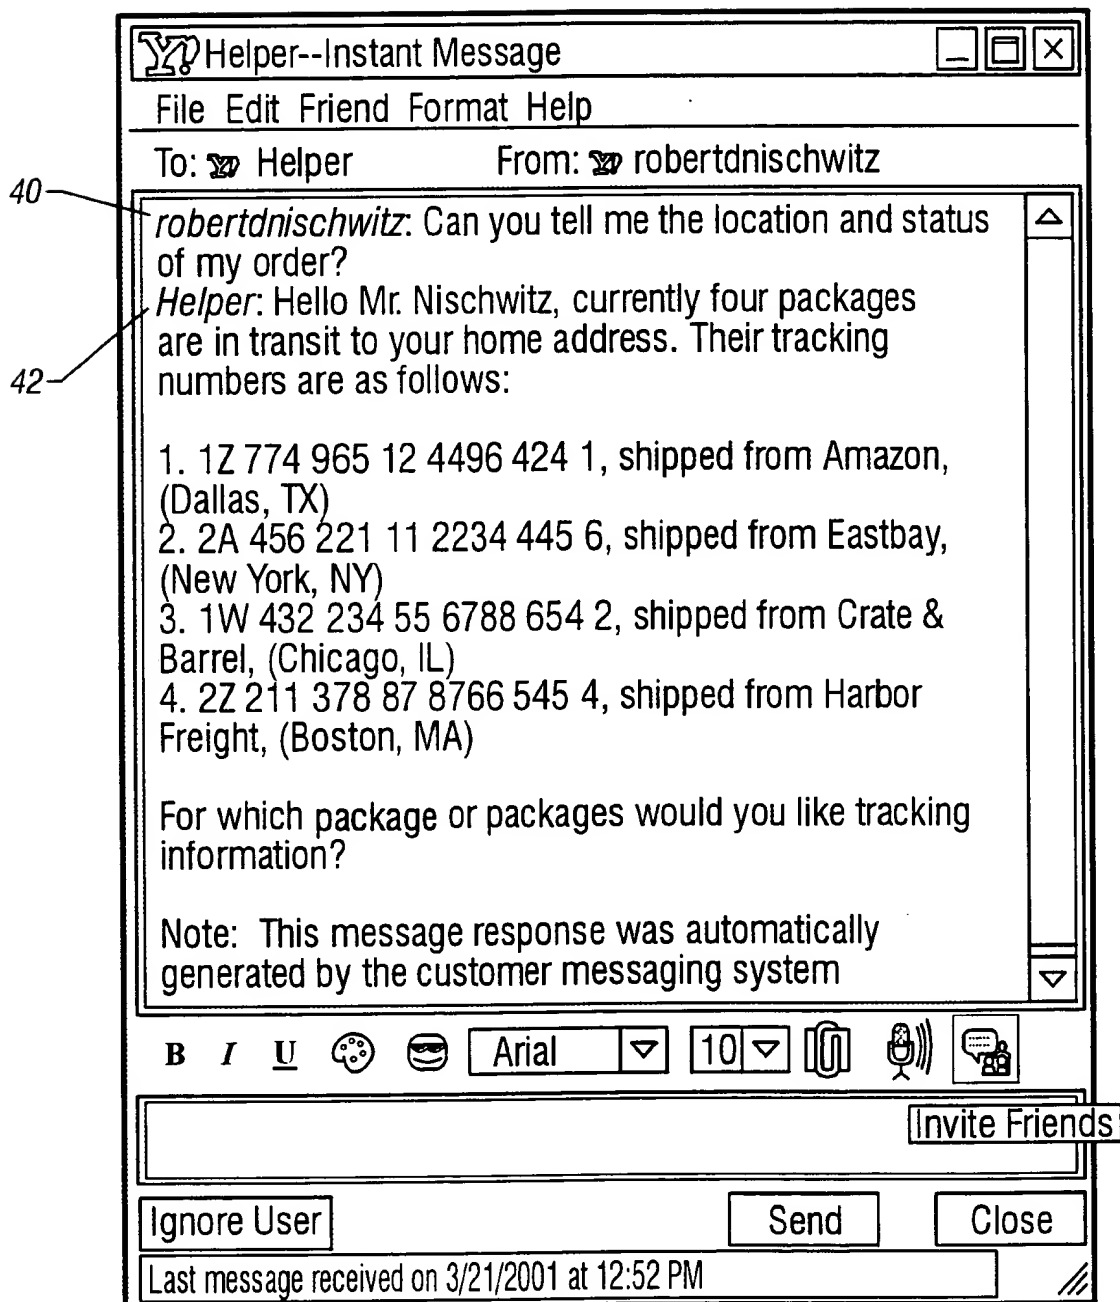 Y! Helper--Instant Message
File Edit Friend Format Help
To: Y! Helper From: Y! robertdnischwitz
40
robertdnischwitz: Can you tell me the location and status
of my order?
Helper: Hello Mr. Nischwitz, currently four packages
are in transit to your home address. Their tracking
42
numbers are as follows:
1. 1Z 774 965 12 4496 424 1, shipped from Amazon,
(Dallas, TX)
2. 2A 456 221 11 2234 445 6, shipped from Eastbay,
(New York, NY)
3. 1W 432 234 55 6788 654 2, shipped from Crate &
Barrel, (Chicago, IL)
4. 2Z 211 378 87 8766 545 4, shipped from Harbor
Freight, (Boston, MA)
For which package or packages would you like tracking
information?
Note: This message response was automatically
generated by the customer messaging system
B I U Arial 10
Invite Friends
Ignore User Send Close
Last message received on 3/21/2001 at 12:52 PM